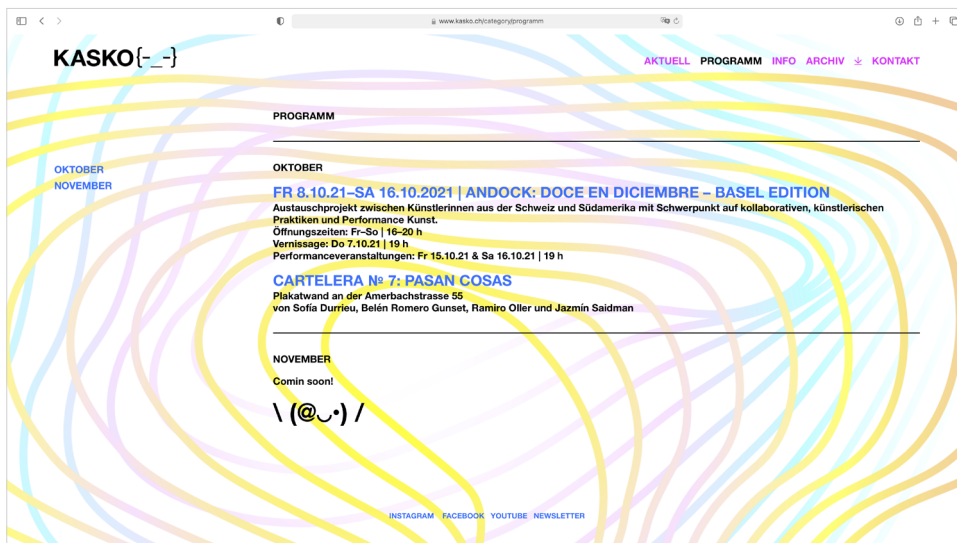 www.kasko.ch/category/programm
KASKO{-_-}
AKTUELL PROGRAMM INFO ARCHIV ↓ KONTAKT
PROGRAMM
OKTOBER
NOVEMBER
OKTOBER
FR 8.10.21–SA 16.10.2021 | ANDOCK: DOCE EN DICIEMBRE – BASEL EDITION
Austauschprojekt zwischen Künstlerinnen aus der Schweiz und Südamerika mit Schwerpunkt auf kollaborativen, künstlerischen
Praktiken und Performance Kunst.
Öffnungszeiten: Fr–So | 16–20 h
Vernissage: Do 7.10.21 | 19 h
Performanceveranstaltungen: Fr 15.10.21 & Sa 16.10.21 | 19 h
CARTELERA Nº 7: PASAN COSAS
Plakatwand an der Amerbachstrasse 55
von Sofía Durrieu, Belén Romero Gunset, Ramiro Oller und Jazmín Saidman
NOVEMBER
Comin soon!
\ (@◡•) /
INSTAGRAM FACEBOOK YOUTUBE NEWSLETTER